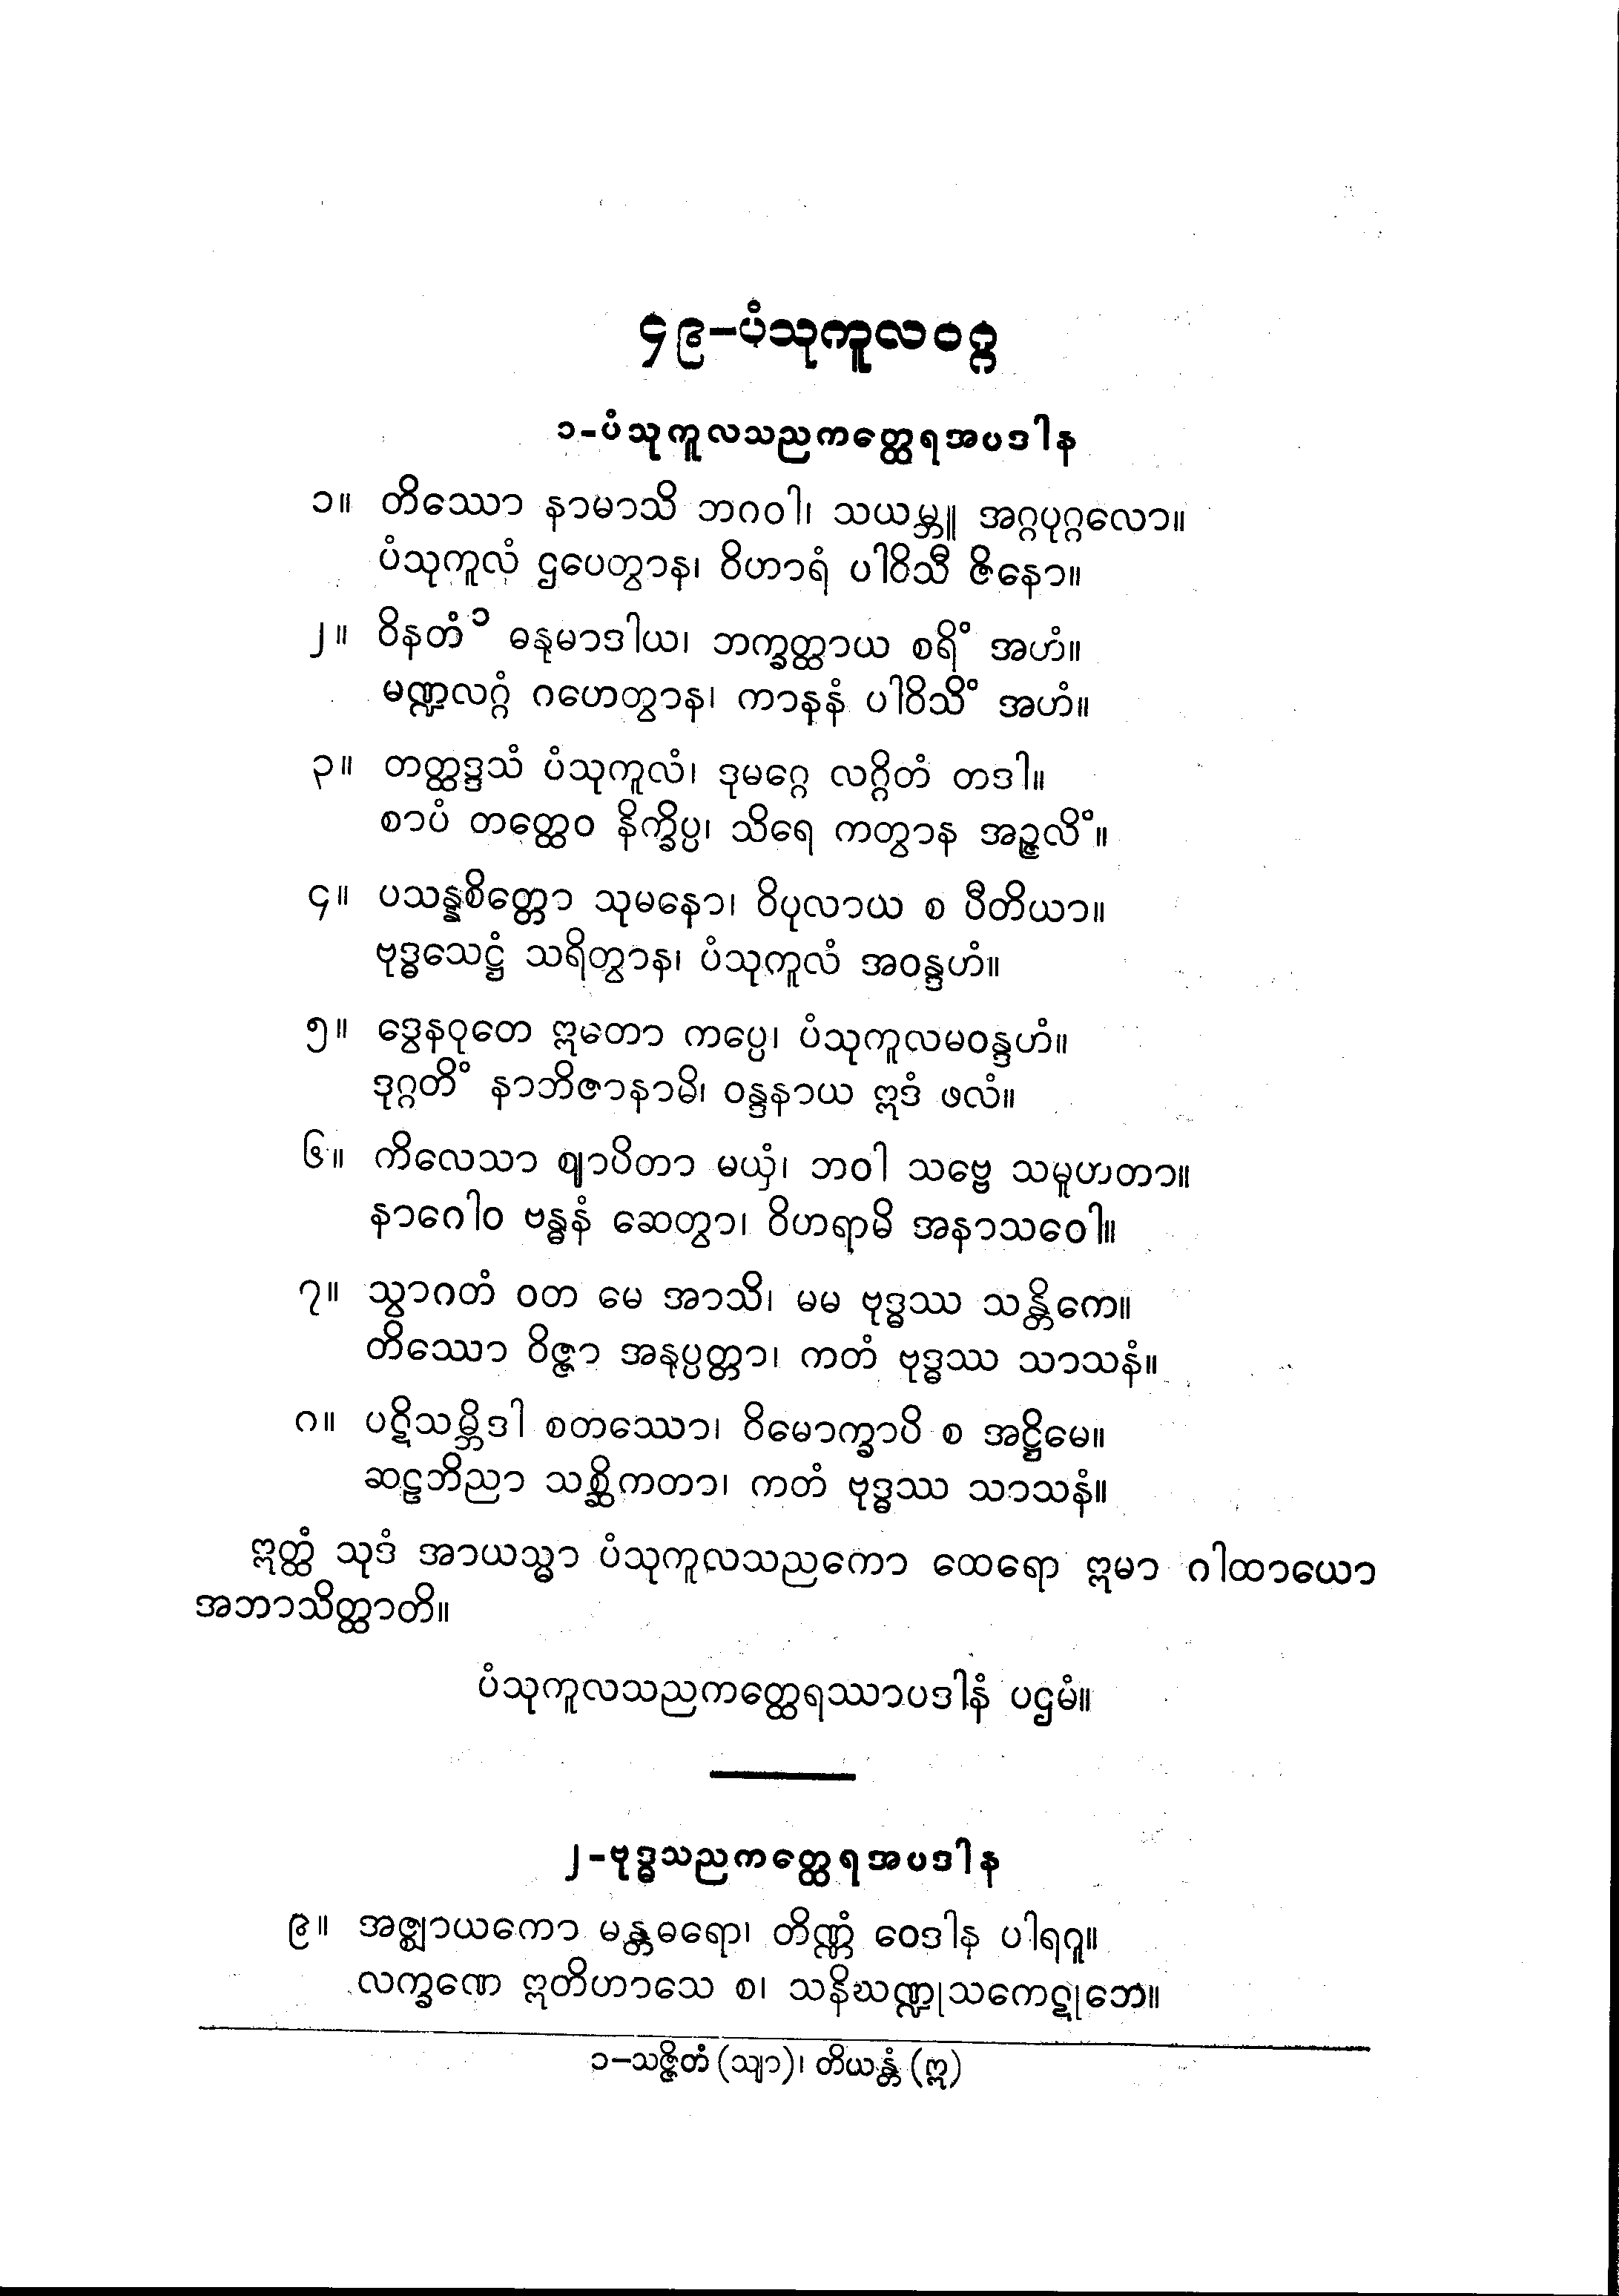 ၄၉-ပံသုကူလဝဂ္ဂ
၁-ပံသုကူလသညကတ္ထေရအပဒါန
၁။ တိဿော နာမာသိ ဘဂဝါ၊ သယမ္ဘူ အဂ္ဂပုဂ္ဂလော။
ပံသုကူလံ ဌပေတွာန၊ ဝိဟာရံ ပါဝိသီ ဇိနော။
၂။ ဝိနတံ ၁ ဓနုမာဒါယ၊ ဘက္ခတ္ထာယ စရိံ အဟံ။
မဏ္ဍလဂ္ဂံ ဂဟေတွာန၊ ကာနနံ ပါဝိသိံ အဟံ။
၃။ တတ္ထဒ္ဒသံ ပံသုကူလံ၊ ဒုမဂ္ဂေ လဂ္ဂိတံ တဒါ။
စာပံ တတ္ထေဝ နိက္ခိပ္ပ၊ သိရေ ကတွာန အဉ္ဇလိံ။
၄။ ပသန္နစိတ္တော သုမနော၊ ဝိပုလာယ စ ပီတိယာ။
ဗုဒ္ဓသေဋ္ဌံ သရိတွာန၊ ပံသုကူလံ အဝန္ဒဟံ။
၅။ ဒွေနဝုတေ ဣတော ကပ္ပေ၊ ပံသုကူလမဝန္ဒဟံ။
ဒုဂ္ဂတိံ နာဘိဇာနာမိ၊ ဝန္ဒနာယ ဣဒံ ဖလံ။
၆။ ကိလေသာ ဈာပိတာ မယှံ၊ ဘဝါ သဗ္ဗေ သမူဟတာ။
နာဂေါဝ ဗန္ဓနံ ဆေတွာ၊ ဝိဟရာမိ အနာသဝေါ။
၇။ သွာဂတံ ဝတ မေ အာသိ၊ မမ ဗုဒ္ဓဿ သန္တိကေ။
တိဿော ဝိဇ္ဇာ အနုပ္ပတ္တာ၊ ကတံ ဗုဒ္ဓဿ သာသနံ။
၈။ ပဋိသမ္ဘိဒါ စတဿော၊ ဝိမောက္ခာပိ စ အဋ္ဌိမေ။
ဆဠဘိညာ သစ္ဆိကတာ၊ ကတံ ဗုဒ္ဓဿ သာသနံ။
ဣတ္ထံ သုဒံ အာယသ္မာ ပံသုကူလသညကော ထေရော ဣမာ ဂါထာယော
အဘာသိတ္ထာတိ။
ပံသုကူလသညကတ္ထေရဿာပဒါနံ ပဌမံ။
၂-ဗုဒ္ဓသညကတ္ထေရအပဒါန
၉။ အဇ္ဈာယကော မန္တဓရော၊ တိဏ္ဏံ ဝေဒါန ပါရဂူ။
လက္ခဏေ ဣတိဟာသေ စ၊ သနိဃဏ္ဍုသကေဋုဘေ။
၁-သဇ္ဇိတံ (သျာ)၊ တိယန္တံ (ဣ)